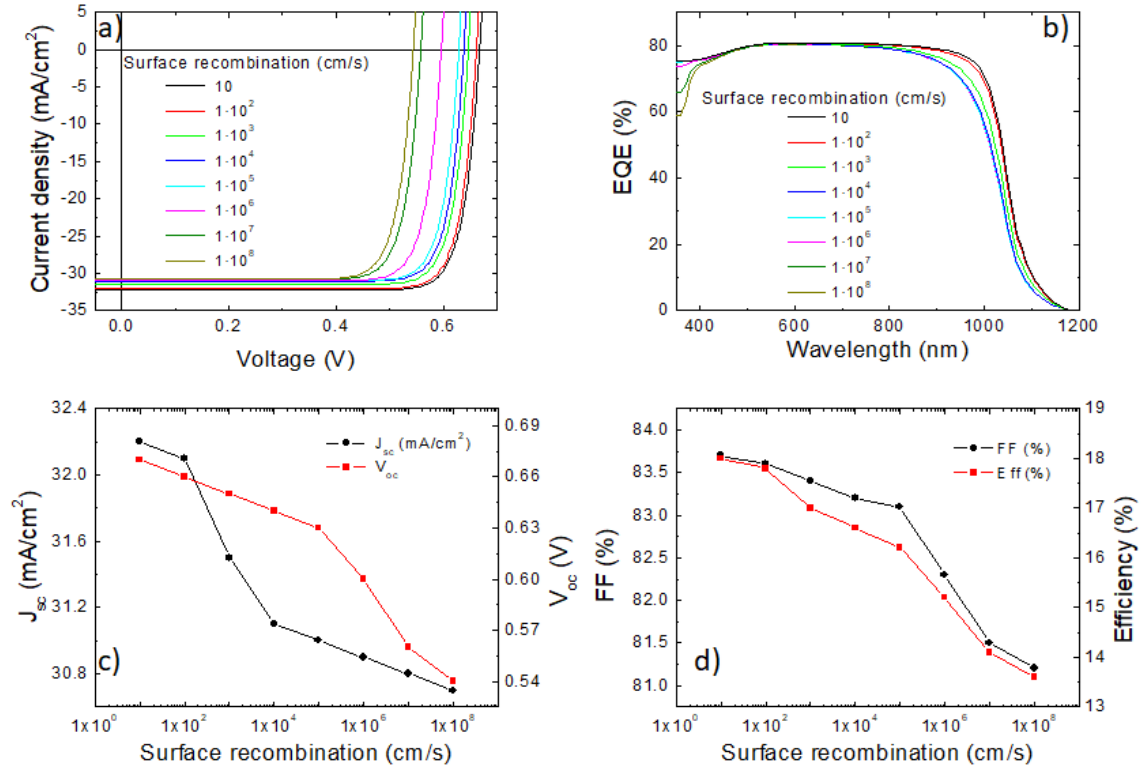 a)
Current density (mA/cm²)
5
0
-5
-10
-15
-20
-25
-30
-35
Surface recombination (cm/s)
10
1·10²
1·10³
1·10⁴
1·10⁵
1·10⁶
1·10⁷
1·10⁸
0.0 0.2 0.4 0.6
Voltage (V)
b)
EQE (%)
80
60
40
20
0
Surface recombination (cm/s)
10
1·10²
1·10³
1·10⁴
1·10⁵
1·10⁶
1·10⁷
1·10⁸
400 600 800 1000 1200
Wavelength (nm)
c)
J_sc (mA/cm²)
32.4
32.0
31.6
31.2
30.8
J_sc (mA/cm²)
V_oc
0.69
0.66
0.63
0.60
0.57
0.54
V_oc (V)
1x10⁰ 1x10² 1x10⁴ 1x10⁶ 1x10⁸
Surface recombination (cm/s)
d)
FF (%)
84.0
83.5
83.0
82.5
82.0
81.5
81.0
FF (%)
Eff (%)
19
18
17
16
15
14
13
Efficiency (%)
1x10⁰ 1x10² 1x10⁴ 1x10⁶ 1x10⁸
Surface recombination (cm/s)